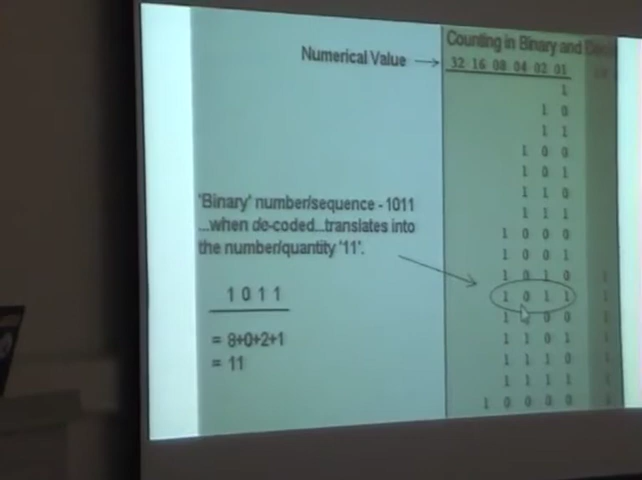 Counting in Binary and
Numerical Value
32 16 08 04 02 01
1
1 0
1 1
1 0 0
1 0 1
1 1 0
1 1 1
1 0 0 0
1 0 0 1
1 0 1 0
1 0 1 1
1 1 0 0
1 1 0 1
1 1 1 0
1 1 1 1
1 0 0 0 0
'Binary' number/sequence - 1011
...when de-coded...translates into
the number/quantity '11'.
1 0 1 1
= 8+0+2+1
= 11